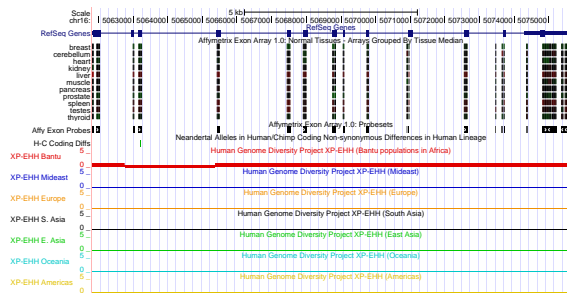 Scale 5 kb
chr16: 5063000 5064000 5065000 5066000 5067000 5068000 5069000 5070000 5071000 5072000 5073000 5074000 5075000
RefSeq Genes
RefSeq Genes
Affymetrix Exon Array 1.0: Normal Tissues - Arrays Grouped By Tissue Median
breast
cerebellum
heart
kidney
liver
muscle
pancreas
prostate
spleen
testes
thyroid
Affymetrix Exon Array 1.0: Probesets
Affy Exon Probes
Neandertal Alleles in Human/Chimp Coding Non-synonymous Differences in Human Lineage
H-C Coding Diffs
Human Genome Diversity Project XP-EHH (Bantu populations in Africa)
5
XP-EHH Bantu
0
Human Genome Diversity Project XP-EHH (Mideast)
5
XP-EHH Mideast
0
Human Genome Diversity Project XP-EHH (Europe)
5
XP-EHH Europe
0
Human Genome Diversity Project XP-EHH (South Asia)
5
XP-EHH S. Asia
0
Human Genome Diversity Project XP-EHH (East Asia)
5
XP-EHH E. Asia
0
Human Genome Diversity Project XP-EHH (Oceania)
5
XP-EHH Oceania
0
Human Genome Diversity Project XP-EHH (Americas)
5
XP-EHH Americas
0